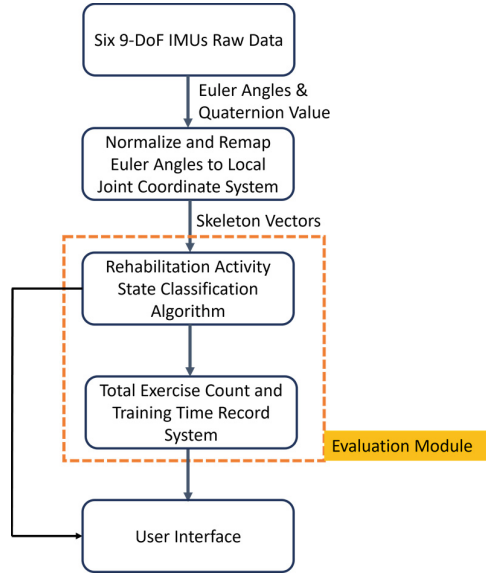 Six 9-DoF IMUs Raw Data
Euler Angles &
Quaternion Value
Normalize and Remap
Euler Angles to Local
Joint Coordinate System
Skeleton Vectors
Rehabilitation Activity
State Classification
Algorithm
Total Exercise Count and
Training Time Record
System
Evaluation Module
User Interface